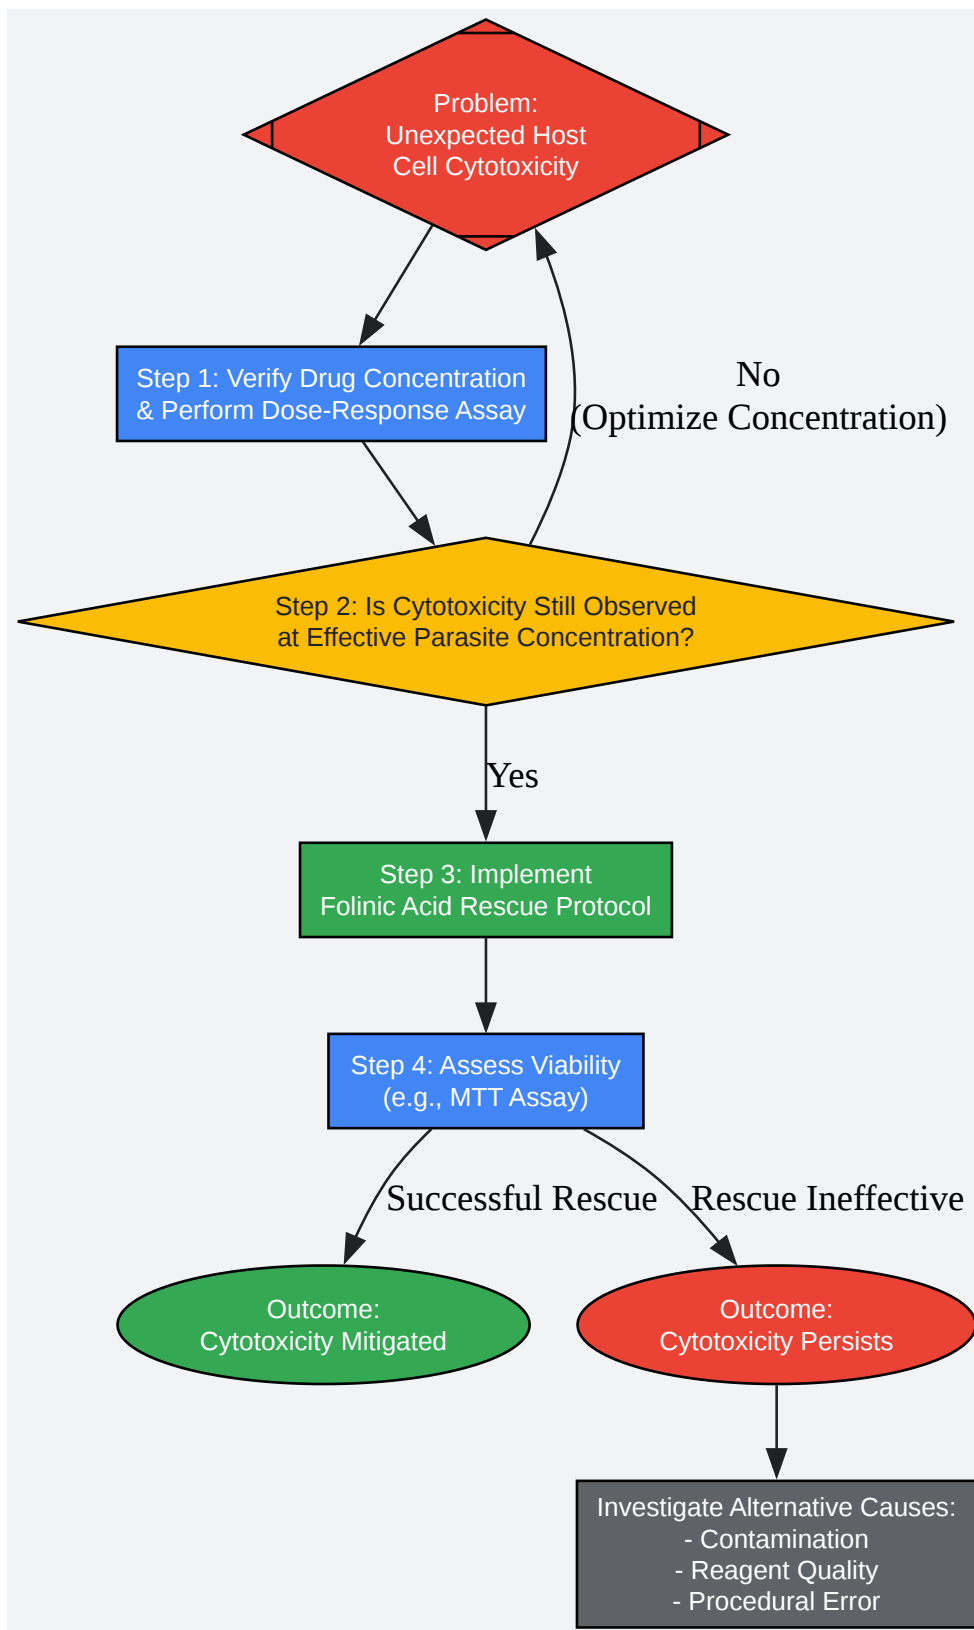 Problem:
Unexpected Host
Cell Cytotoxicity
Step 1: Verify Drug Concentration
& Perform Dose-Response Assay
No
(Optimize Concentration)
Step 2: Is Cytotoxicity Still Observed
at Effective Parasite Concentration?
Yes
Step 3: Implement
Folinic Acid Rescue Protocol
Step 4: Assess Viability
(e.g., MTT Assay)
Successful Rescue
Rescue Ineffective
Outcome:
Cytotoxicity Mitigated
Outcome:
Cytotoxicity Persists
Investigate Alternative Causes:
- Contamination
- Reagent Quality
- Procedural Error